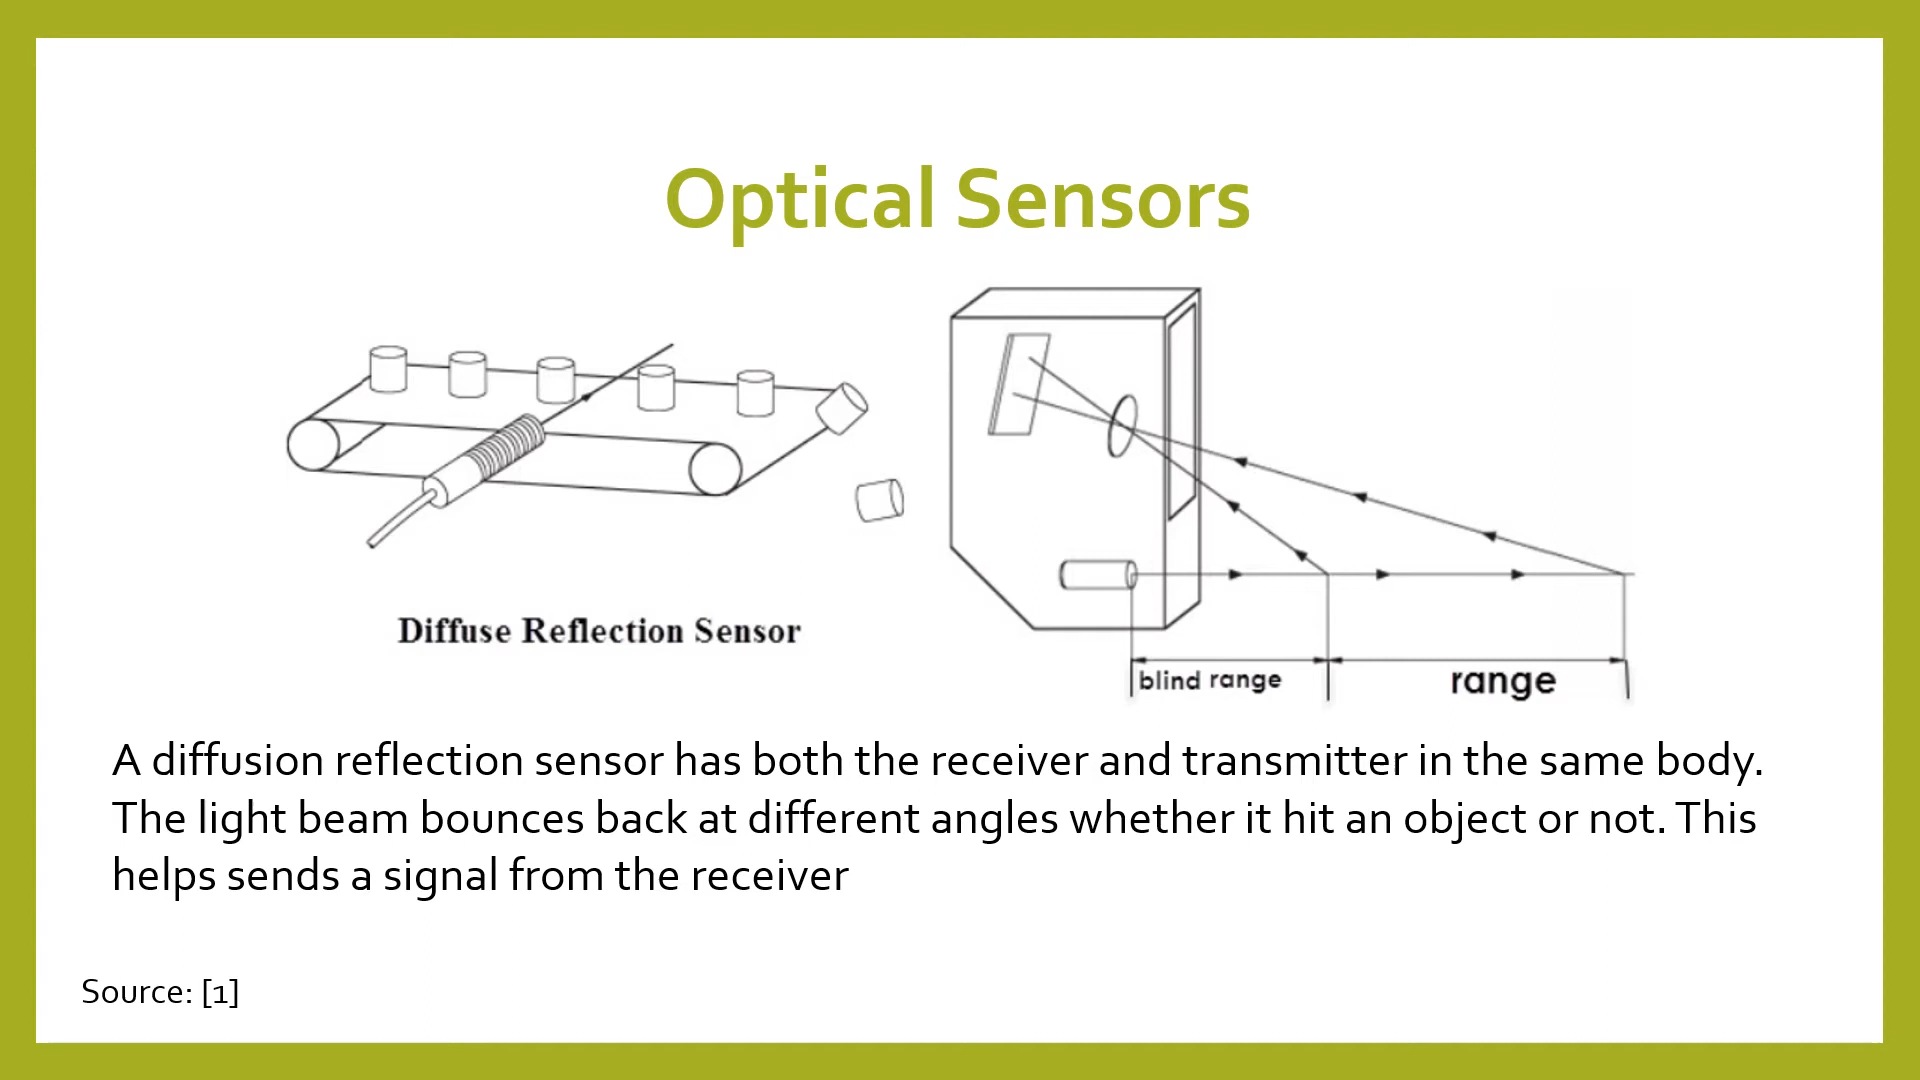 Optical Sensors
Diffuse Reflection Sensor
blind range
range
A diffusion reflection sensor has both the receiver and transmitter in the same body.
The light beam bounces back at different angles whether it hit an object or not. This
helps sends a signal from the receiver
Source: [1]